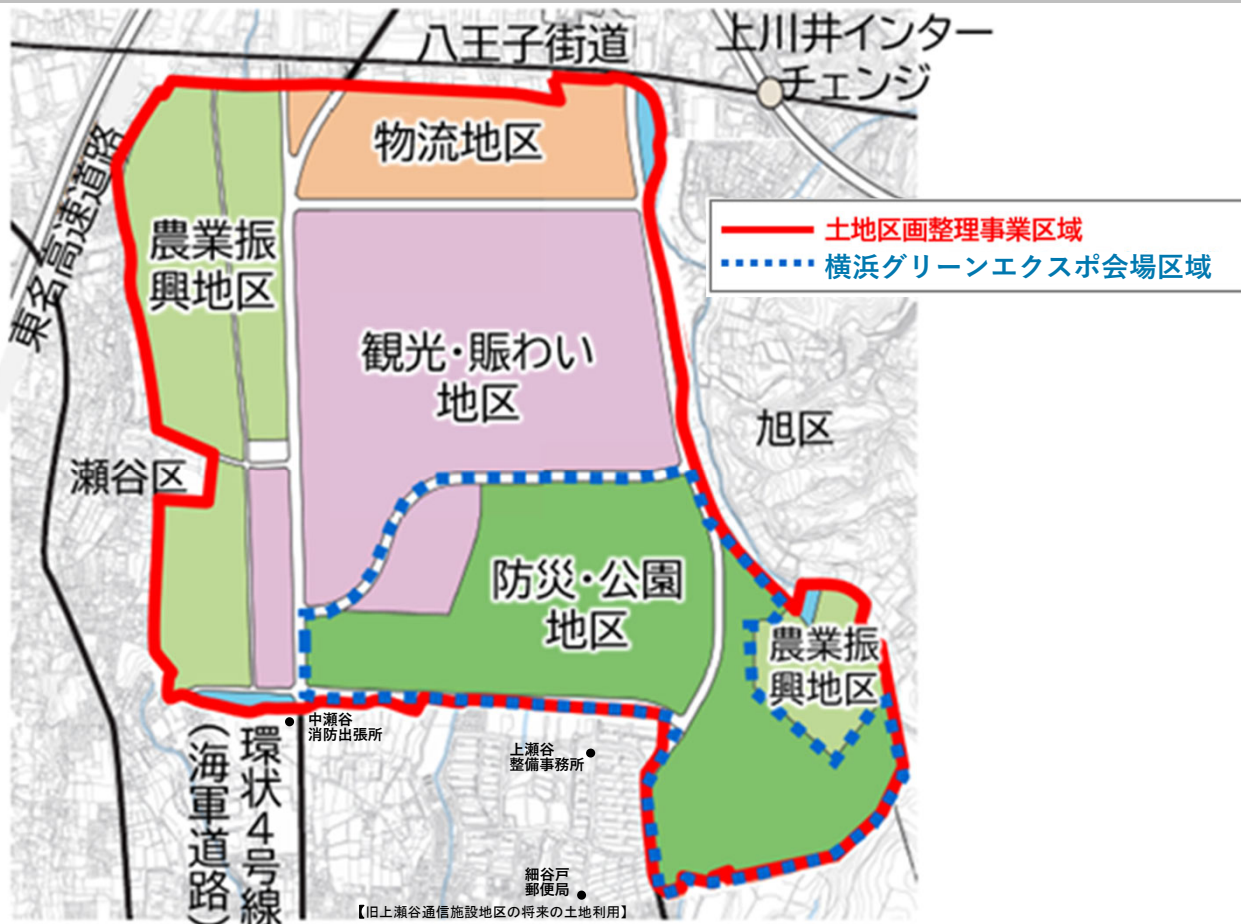 八王子街道
上川井インター
チェンジ
物流地区
東名高速道路
農業振
興地区
土地区画整理事業区域
横浜グリーンエクスポ会場区域
観光・賑わい
地区
旭区
瀬谷区
防災・公園
地区
農業振
興地区
中瀬谷
消防出張所
上瀬谷
整備事務所
環状4号線
(海軍道路)
細谷戸
郵便局
【旧上瀬谷通信施設地区の将来の土地利用】